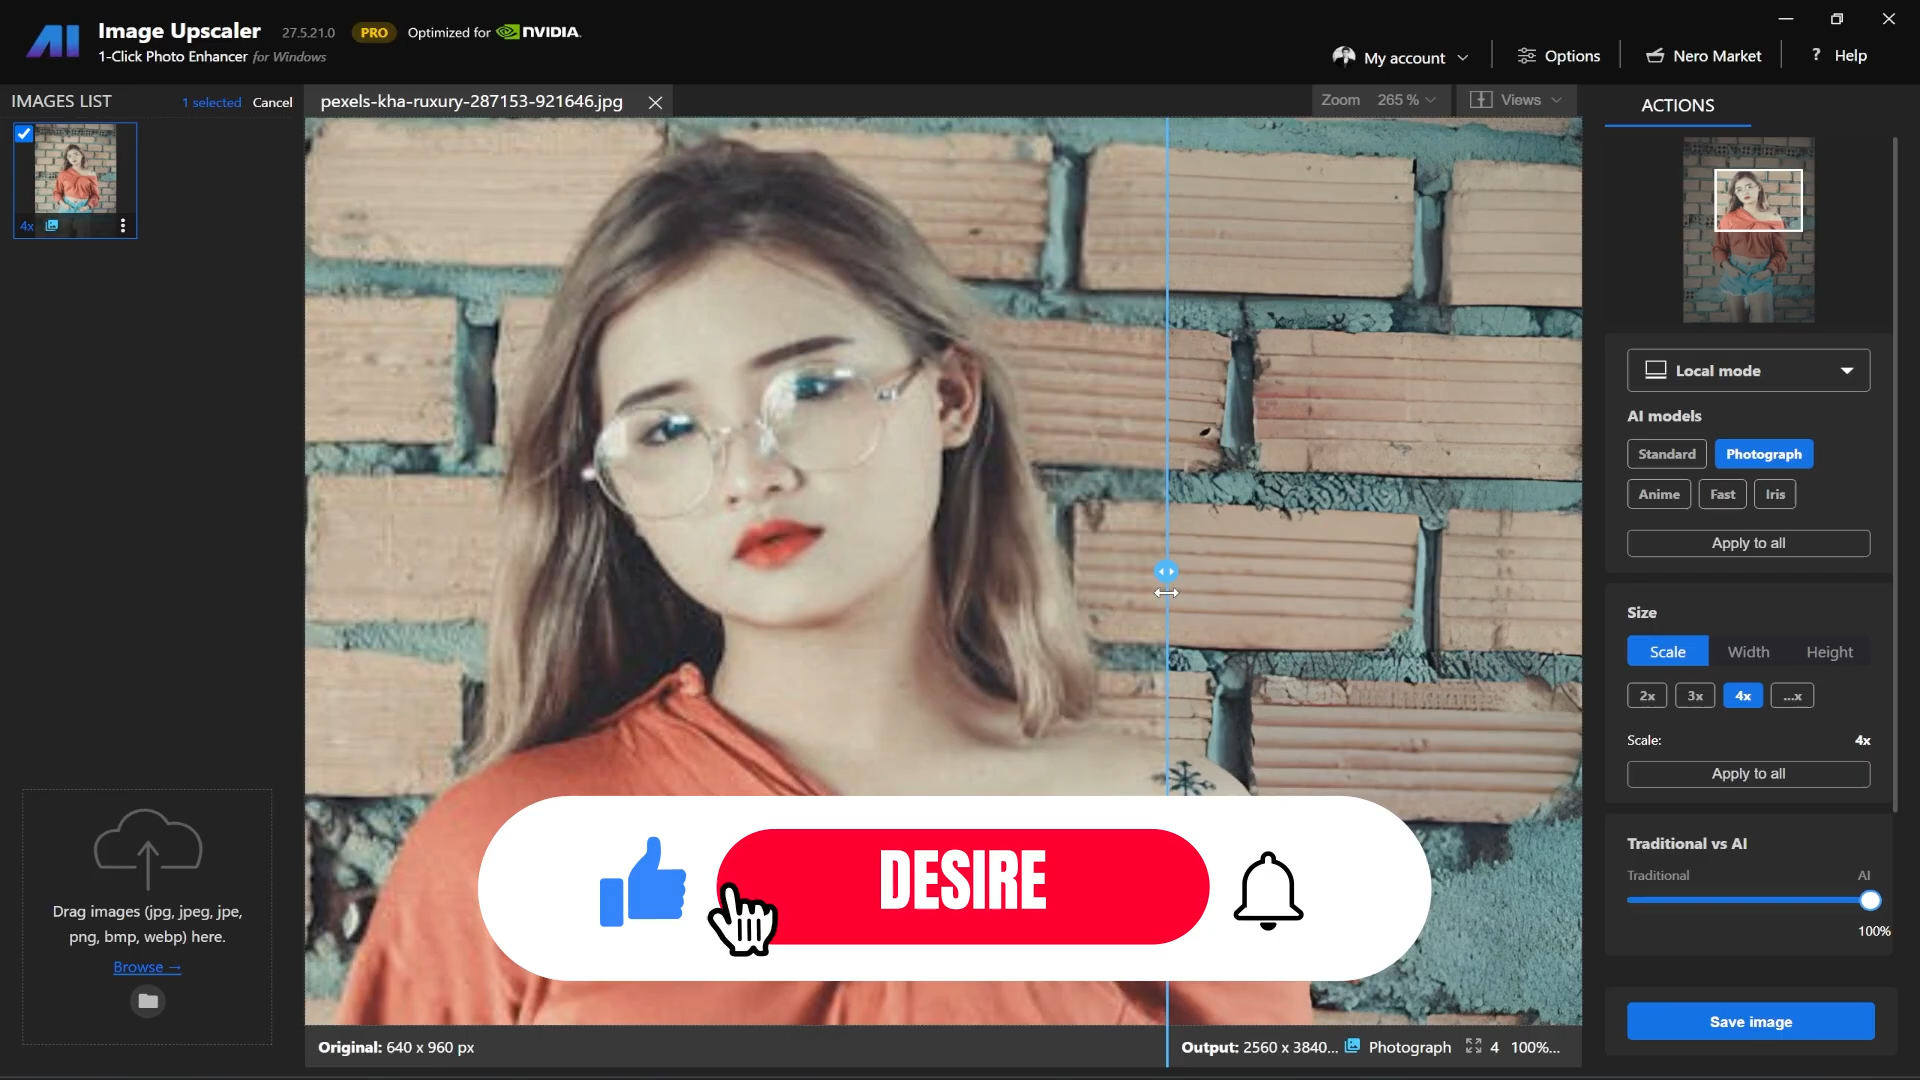 Image Upscaler 27.5.21.0 PRO Optimized for NVIDIA.
1-Click Photo Enhancer for Windows
My account Options Nero Market ? Help
IMAGES LIST 1 selected Cancel
pexels-kha-ruxury-287153-921646.jpg
Zoom 265 % Views
ACTIONS
4x
Local mode
AI models
Standard Photograph
Anime Fast Iris
Apply to all
Size
Scale Width Height
2x 3x 4x ...x
Scale: 4x
Apply to all
Traditional vs AI
Traditional AI
100%
DESIRE
Drag images (jpg, jpeg, jpe,
png, bmp, webp) here.
Browse →
Save image
Original: 640 x 960 px
Output: 2560 x 3840... Photograph 4 100%...